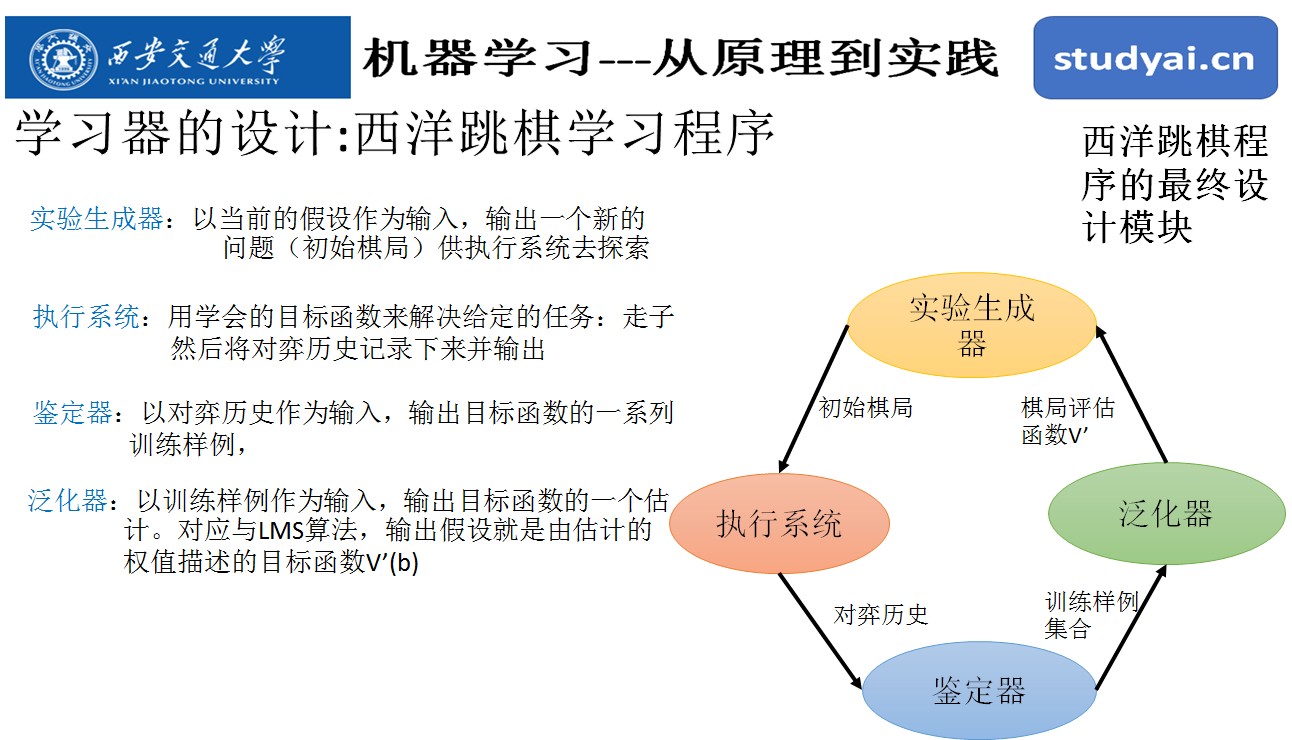 西安交通大学
XI'AN JIAOTONG UNIVERSITY
机器学习---从原理到实践
studyai.cn
学习器的设计:西洋跳棋学习程序
西洋跳棋程
序的最终设
计模块
实验生成器：以当前的假设作为输入，输出一个新的
问题（初始棋局）供执行系统去探索
执行系统：用学会的目标函数来解决给定的任务：走子
然后将对弈历史记录下来并输出
鉴定器：以对弈历史作为输入，输出目标函数的一系列
训练样例，
泛化器：以训练样例作为输入，输出目标函数的一个估
计。对应与LMS算法，输出假设就是由估计的
权值描述的目标函数V’(b)
实验生成
器
初始棋局
棋局评估
函数V’
执行系统
泛化器
对弈历史
训练样例
集合
鉴定器